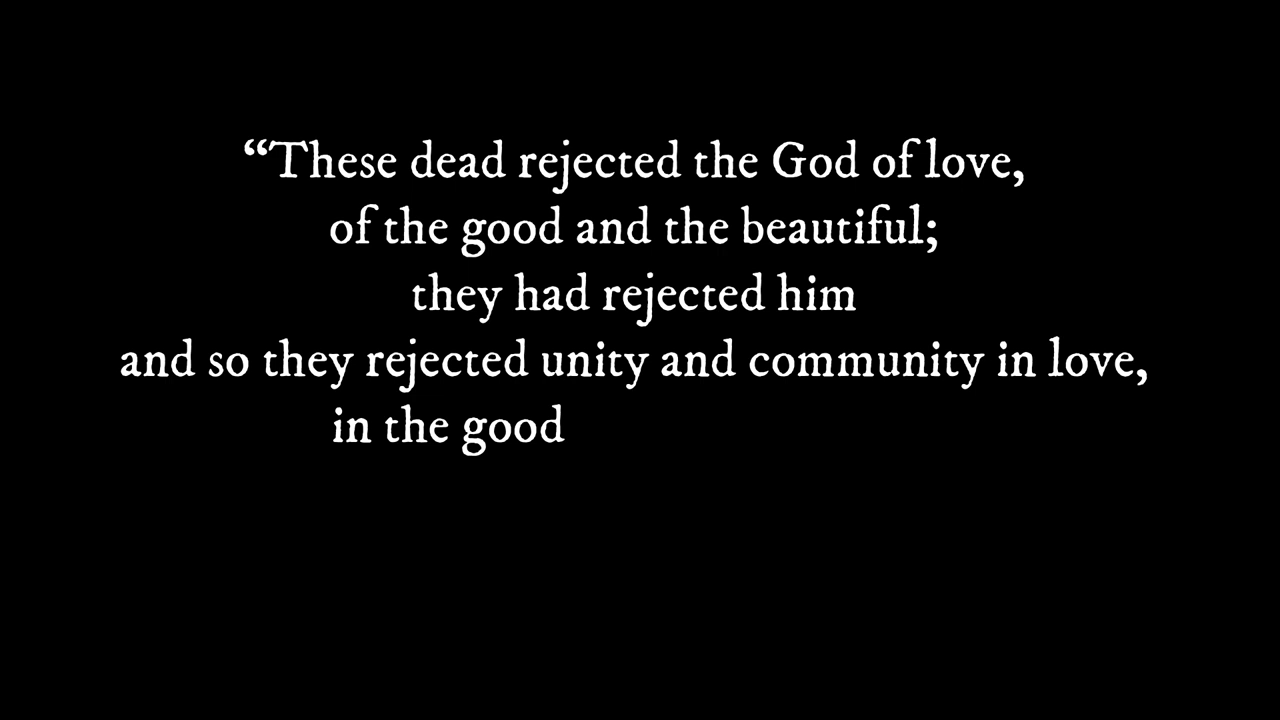 “These dead rejected the God of love,
of the good and the beautiful;
they had rejected him
and so they rejected unity and community in love,
in the good